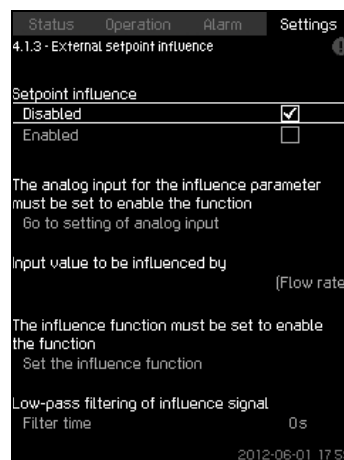 Status Operation Alarm Settings
4.1.3 - External setpoint influence
Setpoint influence
Disabled
Enabled
The analog input for the influence parameter
must be set to enable the function
Go to setting of analog input
Input value to be influenced by
(Flow rate
The influence function must be set to enable
the function
Set the influence function
Low-pass filtering of influence signal
Filter time 0s
2012-06-01 17:5